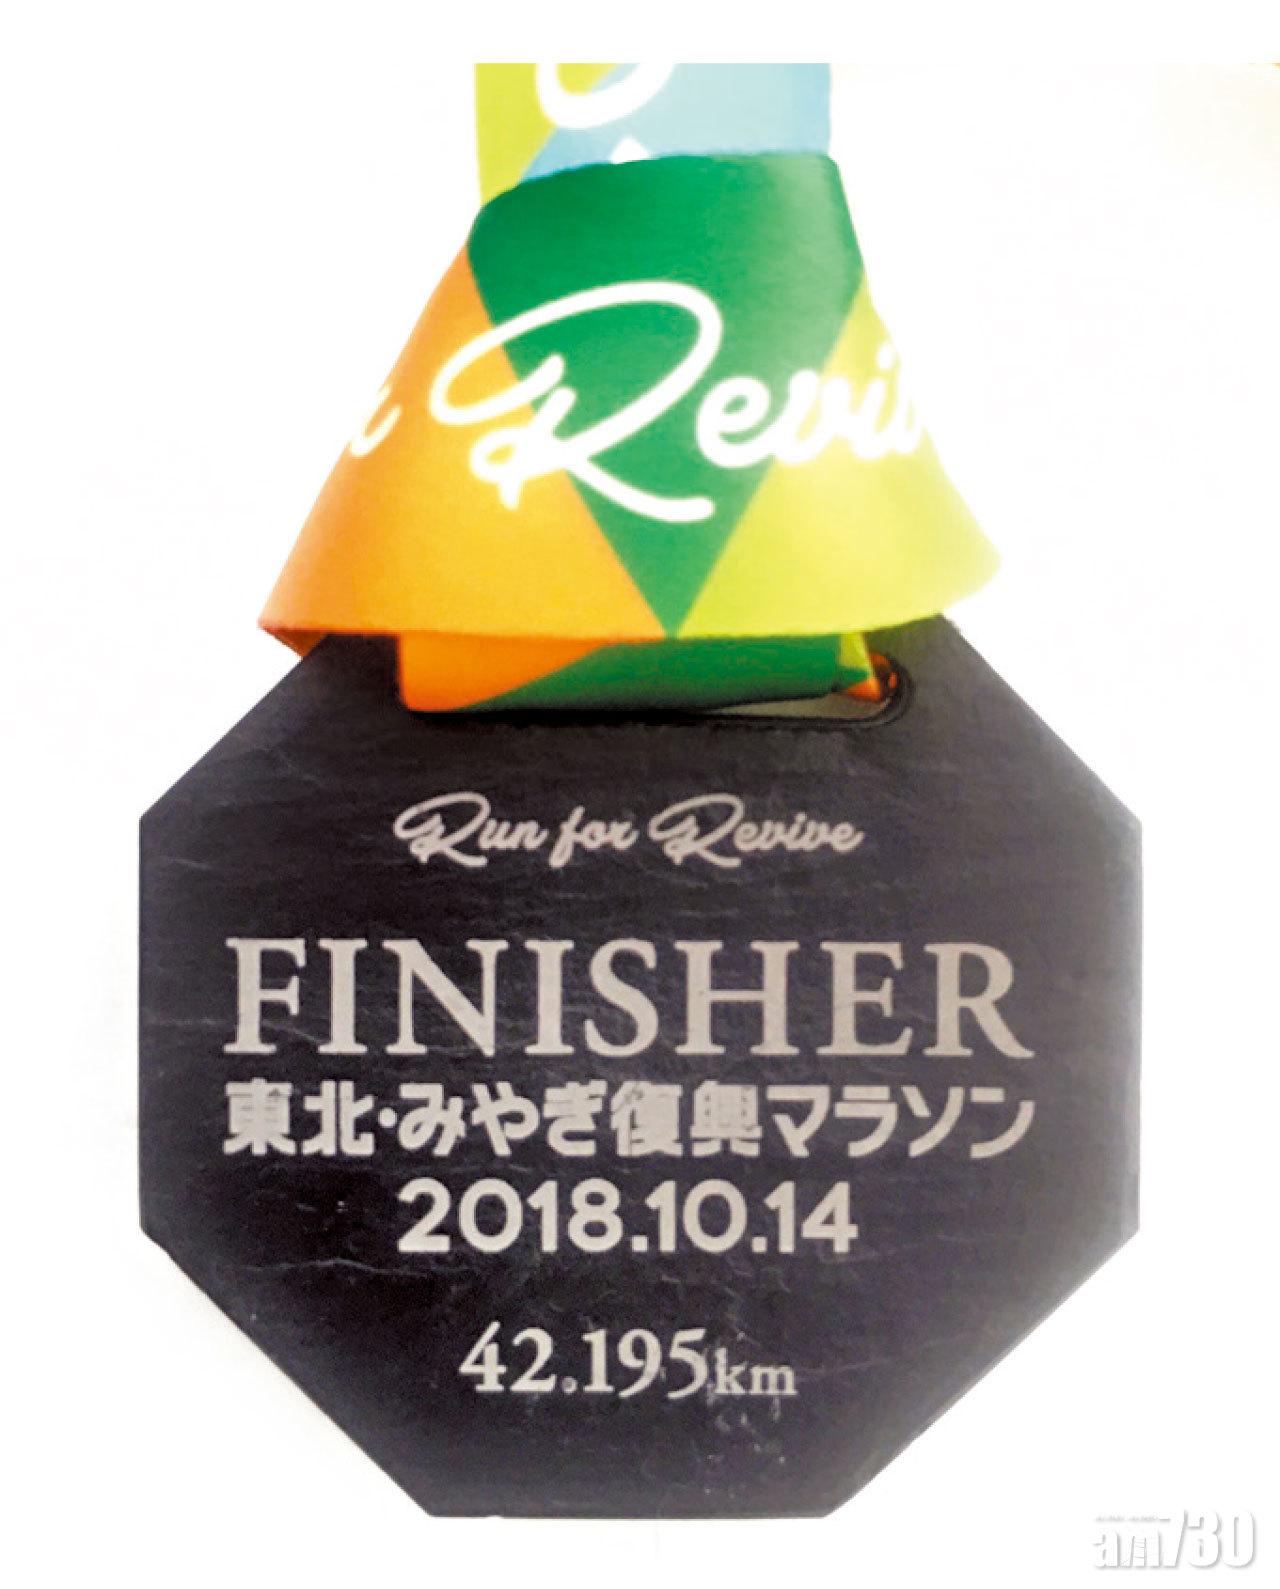 Revi
Run for Revive
FINISHER
東北・みやぎ復興マラソン
2018.10.14
42.195km
am730